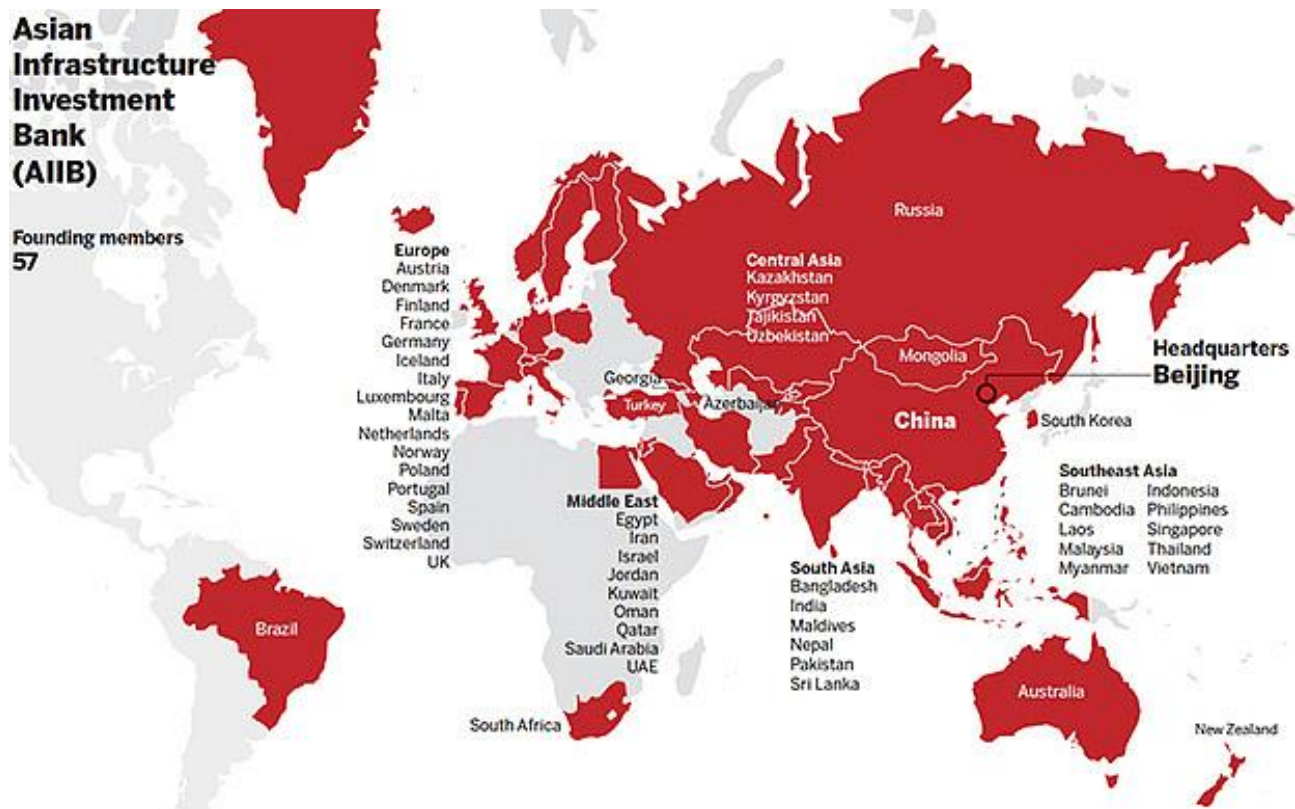 Asian
Infrastructure
Investment
Bank
(AIIB)
Founding members
57
Europe
Austria
Denmark
Finland
France
Germany
Iceland
Italy
Luxembourg
Malta
Netherlands
Norway
Poland
Portugal
Spain
Sweden
Switzerland
UK
Russia
Central Asia
Kazakhstan
Kyrgyzstan
Tajikistan
Uzbekistan
Mongolia
Headquarters
Beijing
Georgia
Turkey
Azerbaijan
China
South Korea
Middle East
Egypt
Iran
Israel
Jordan
Kuwait
Oman
Qatar
Saudi Arabia
UAE
South Asia
Bangladesh
India
Maldives
Nepal
Pakistan
Sri Lanka
Southeast Asia
Brunei Indonesia
Cambodia Philippines
Laos Singapore
Malaysia Thailand
Myanmar Vietnam
Brazil
South Africa
Australia
New Zealand